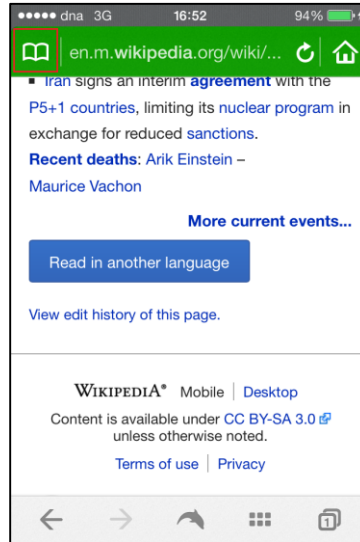 dna 3G 16:52 94%
en.m.wikipedia.org/wiki/...
Iran signs an interim agreement with the
P5+1 countries, limiting its nuclear program in
exchange for reduced sanctions.
Recent deaths: Arik Einstein –
Maurice Vachon
More current events...
Read in another language
View edit history of this page.
WIKIPEDIA® Mobile | Desktop
Content is available under CC BY-SA 3.0
unless otherwise noted.
Terms of use | Privacy
1